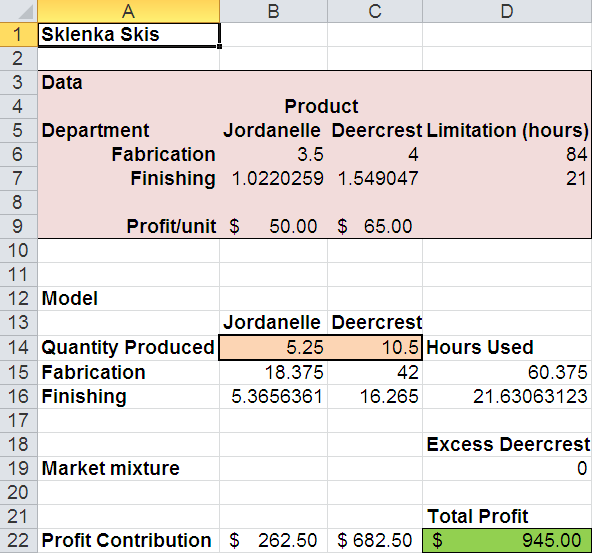 A B C D
1 Sklenka Skis
2
3 Data
4 Product
5 Department Jordanelle Deercrest Limitation (hours)
6 Fabrication 3.5 4 84
7 Finishing 1.0220259 1.549047 21
8
9 Profit/unit $ 50.00 $ 65.00
10
11
12 Model
13 Jordanelle Deercrest
14 Quantity Produced 5.25 10.5 Hours Used
15 Fabrication 18.375 42 60.375
16 Finishing 5.3656361 16.265 21.63063123
17
18 Excess Deercrest
19 Market mixture 0
20
21 Total Profit
22 Profit Contribution $ 262.50 $ 682.50 $ 945.00